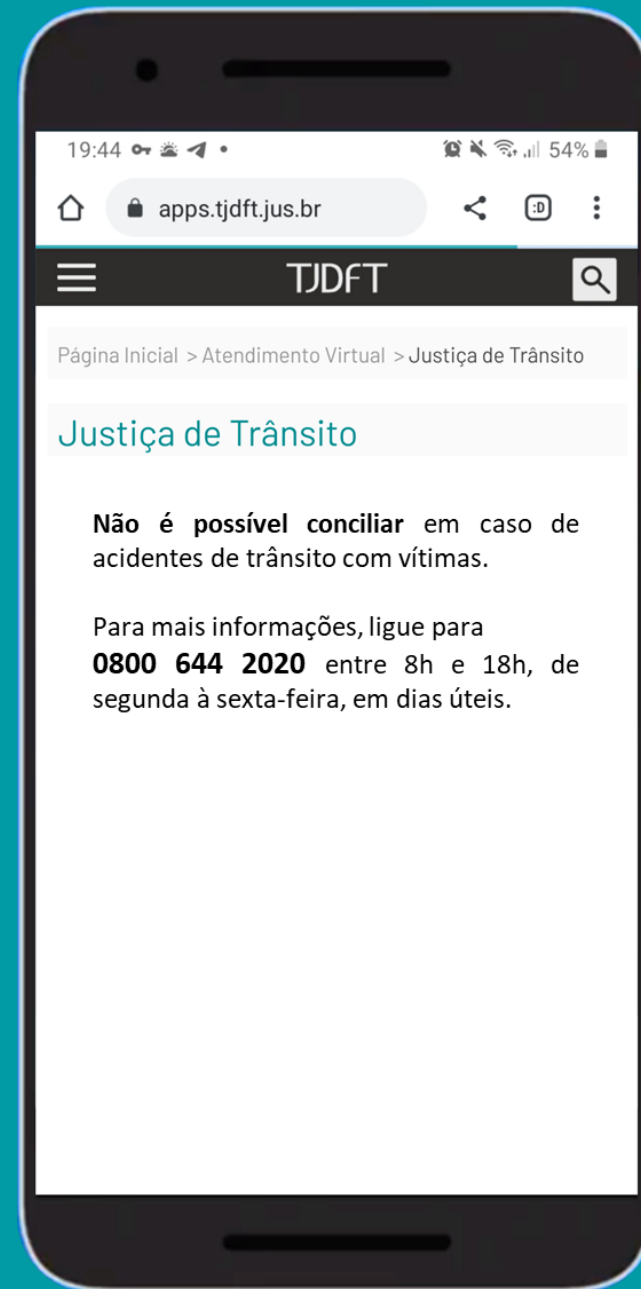 19:44 54%
apps.tjdft.jus.br :D
TJDFT
Página Inicial > Atendimento Virtual > Justiça de Trânsito
Justiça de Trânsito
Não é possível conciliar em caso de
acidentes de trânsito com vítimas.
Para mais informações, ligue para
0800 644 2020 entre 8h e 18h, de
segunda à sexta-feira, em dias úteis.